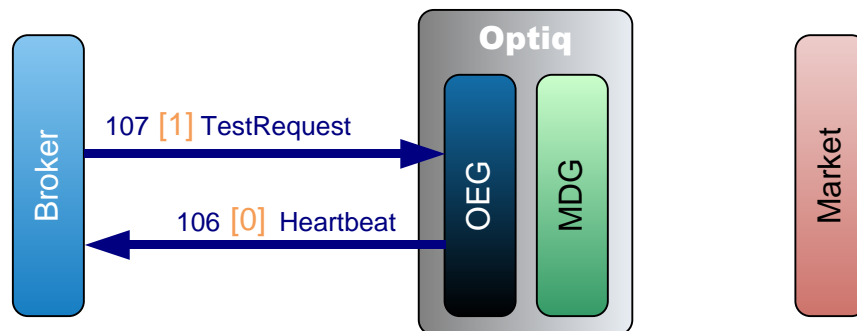 Optiq
107 [1] TestRequest
106 [0] Heartbeat
Broker
OEG
MDG
Market